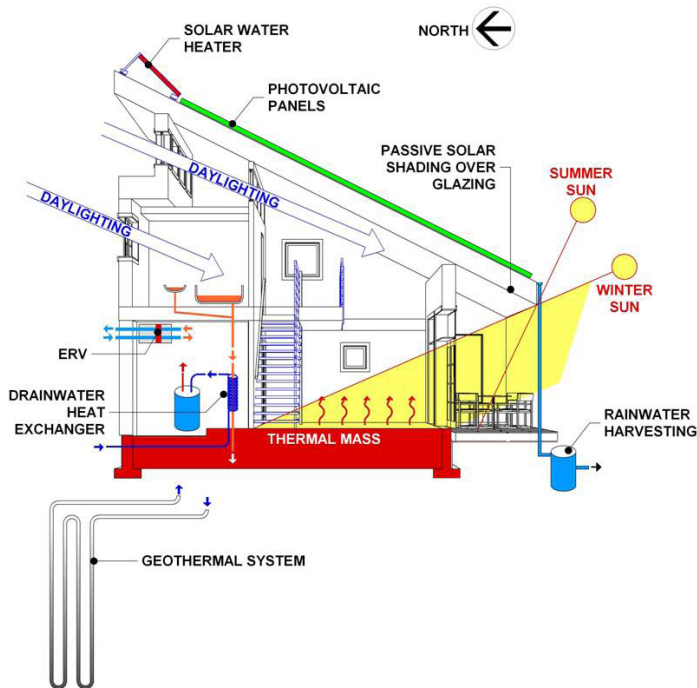 SOLAR WATER
HEATER
NORTH
PHOTOVOLTAIC
PANELS
PASSIVE SOLAR
SHADING OVER
GLAZING
SUMMER
SUN
DAYLIGHTING
DAYLIGHTING
WINTER
SUN
ERV
DRAINWATER
HEAT
EXCHANGER
THERMAL MASS
RAINWATER
HARVESTING
GEOTHERMAL SYSTEM